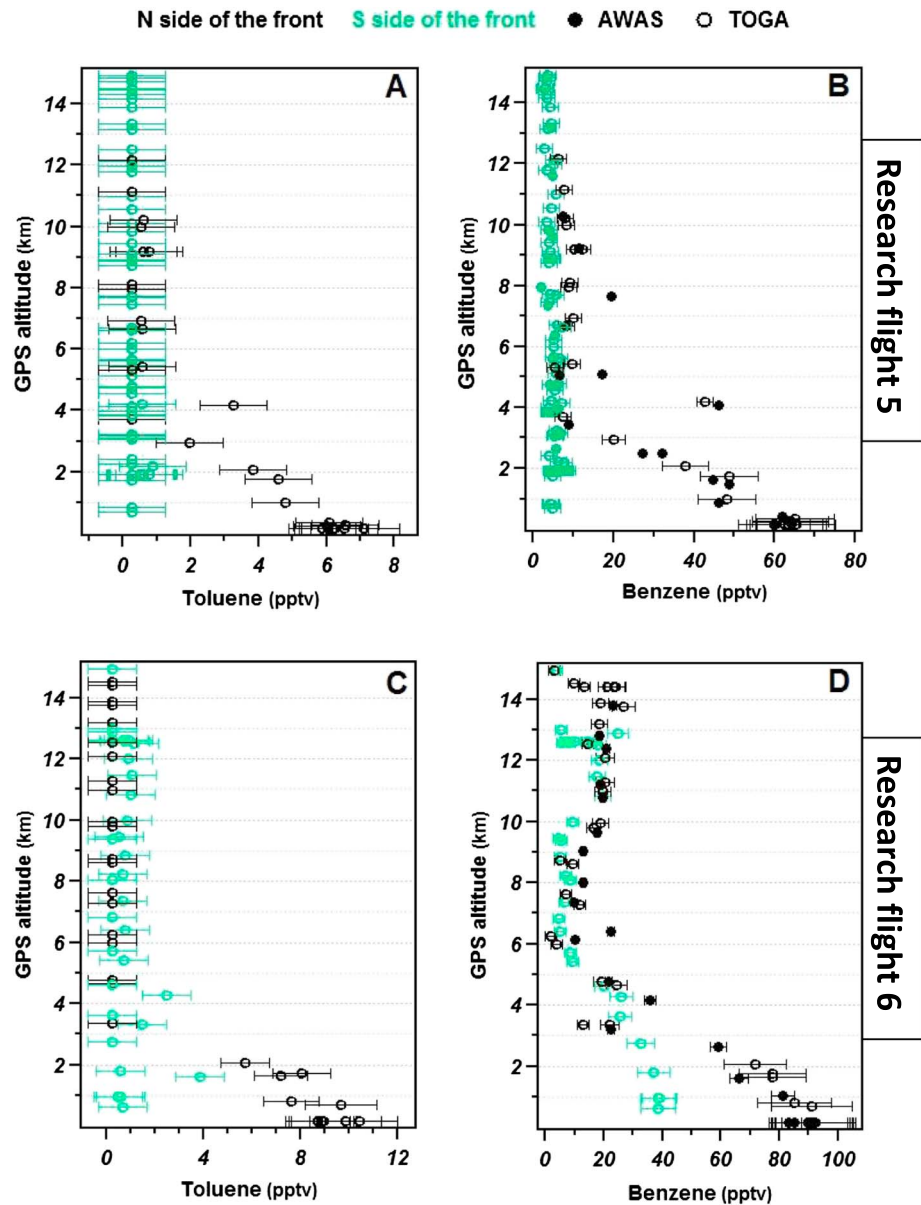 N side of the front S side of the front AWAS TOGA
A
14
12
10
8
6
4
2
GPS altitude (km)
0 2 4 6 8
Toluene (pptv)
B
14
12
10
8
6
4
2
GPS altitude (km)
0 20 40 60 80
Benzene (pptv)
Research flight 5
C
14
12
10
8
6
4
2
GPS altitude (km)
0 4 8 12
Toluene (pptv)
D
14
12
10
8
6
4
2
GPS altitude (km)
0 20 40 60 80 100
Benzene (pptv)
Research flight 6